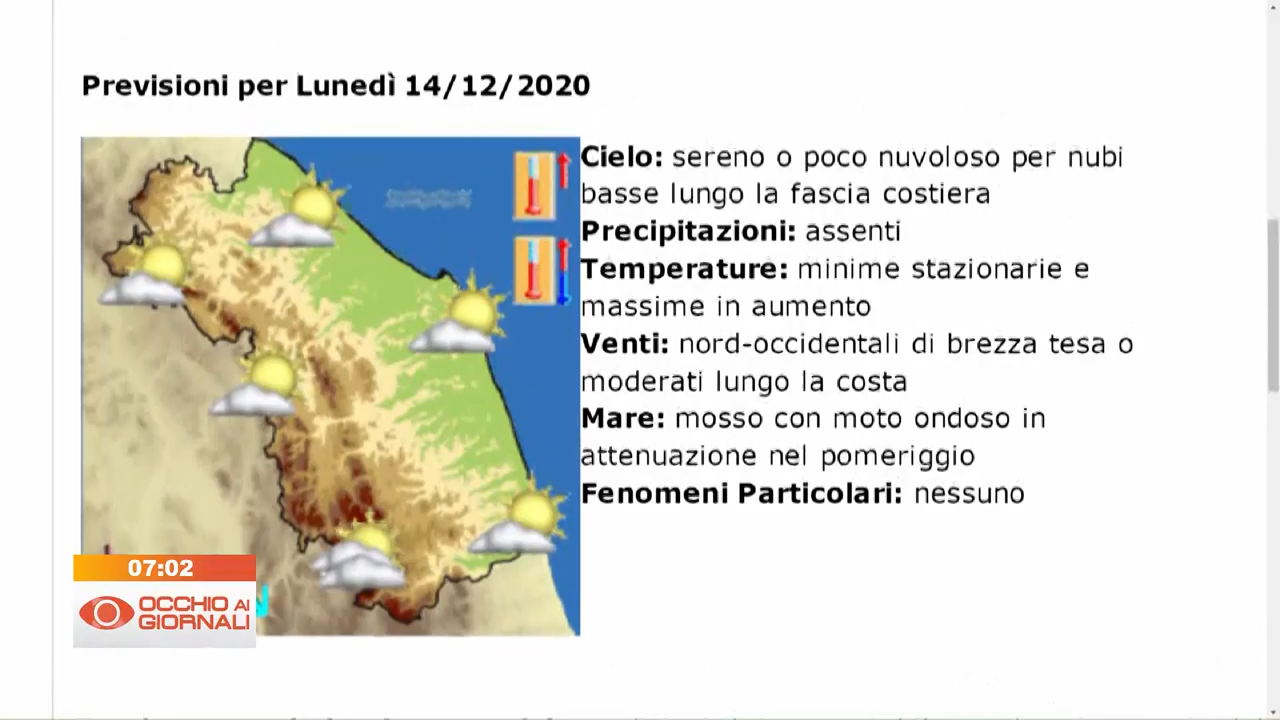 Previsioni per Lunedì 14/12/2020
Cielo: sereno o poco nuvoloso per nubi
basse lungo la fascia costiera
Precipitazioni: assenti
Temperature: minime stazionarie e
massime in aumento
Venti: nord-occidentali di brezza tesa o
moderati lungo la costa
Mare: mosso con moto ondoso in
attenuazione nel pomeriggio
Fenomeni Particolari: nessuno
07:02
OCCHIO AI
GIORNALI